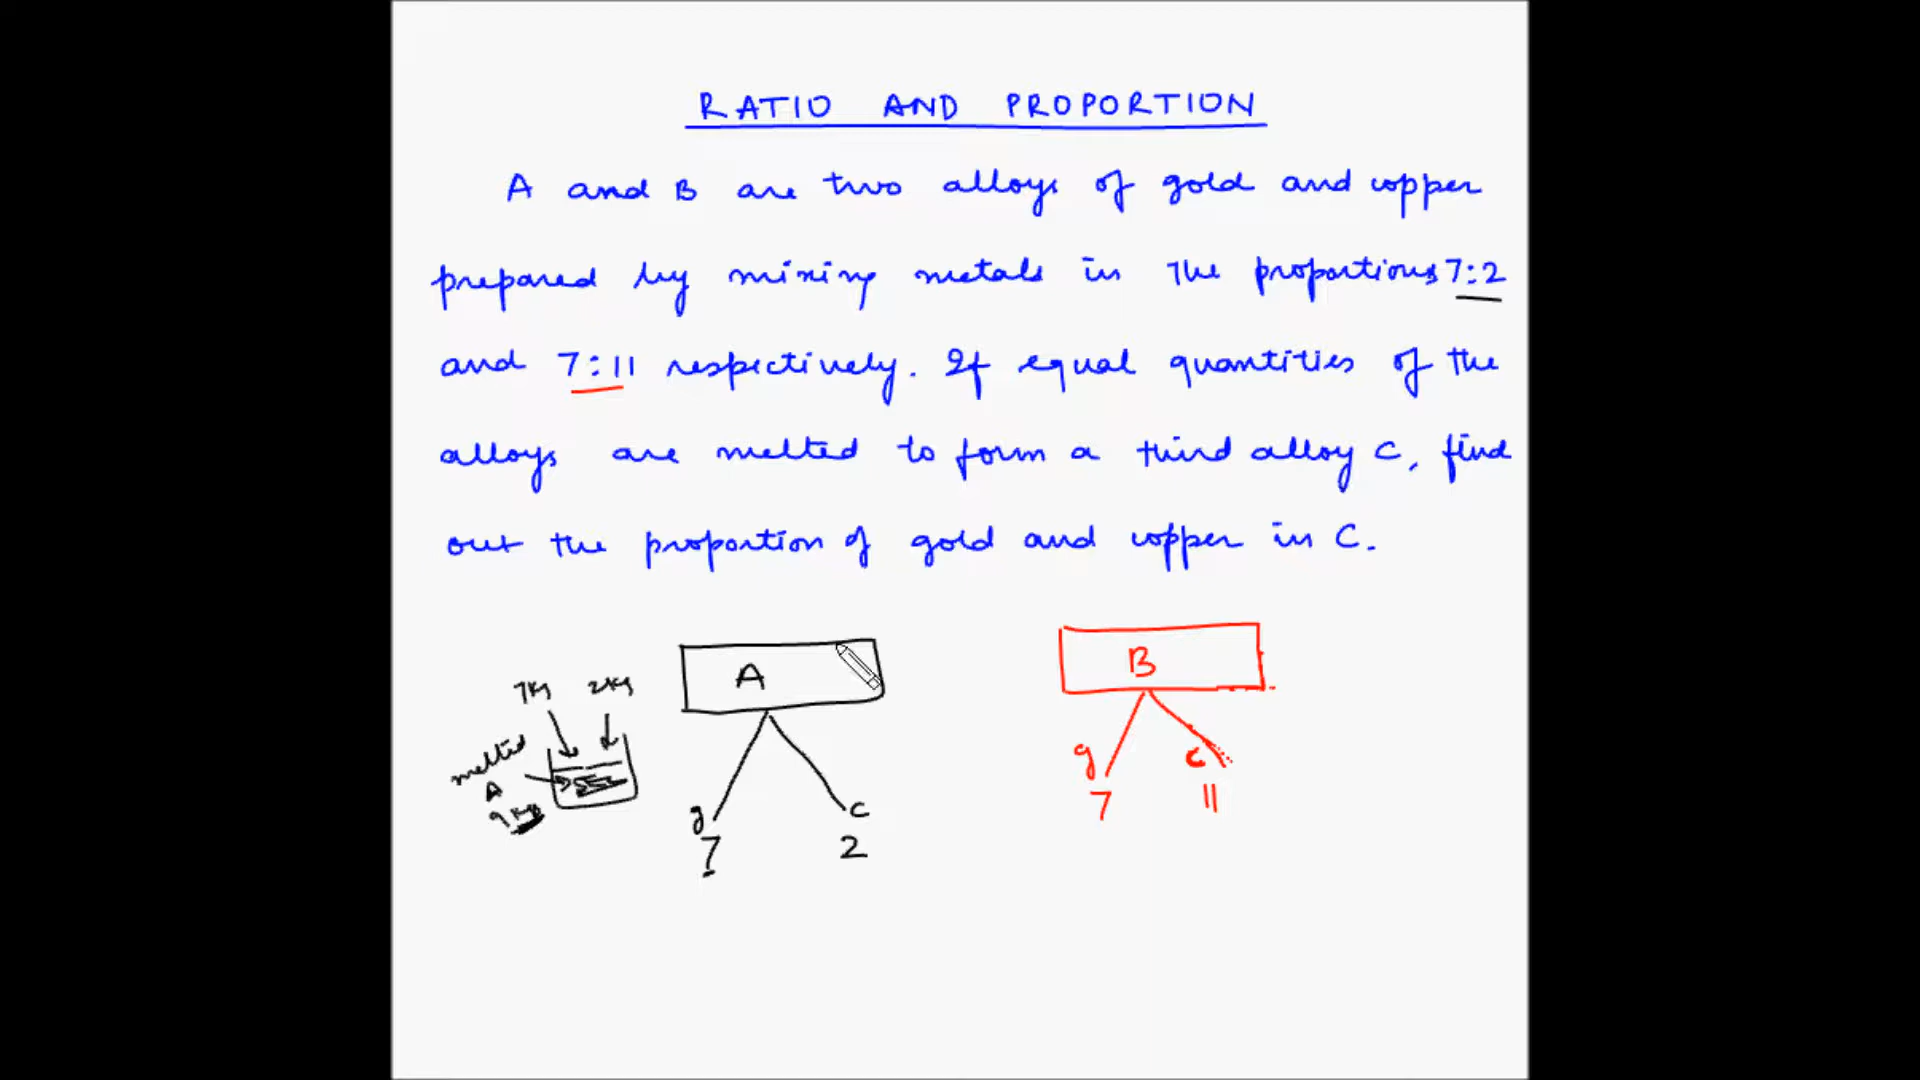 RATIO AND PROPORTION
A and B are two alloys of gold and copper
prepared by mixing metals in the proportions 7:2
and 7:11 respectively. If equal quantities of the
alloys are melted to form a third alloy C, find
out the proportion of gold and copper in C.
7Kg 2Kg
melted
A
9 Kg
A
g c
7 2
B
g c
7 11